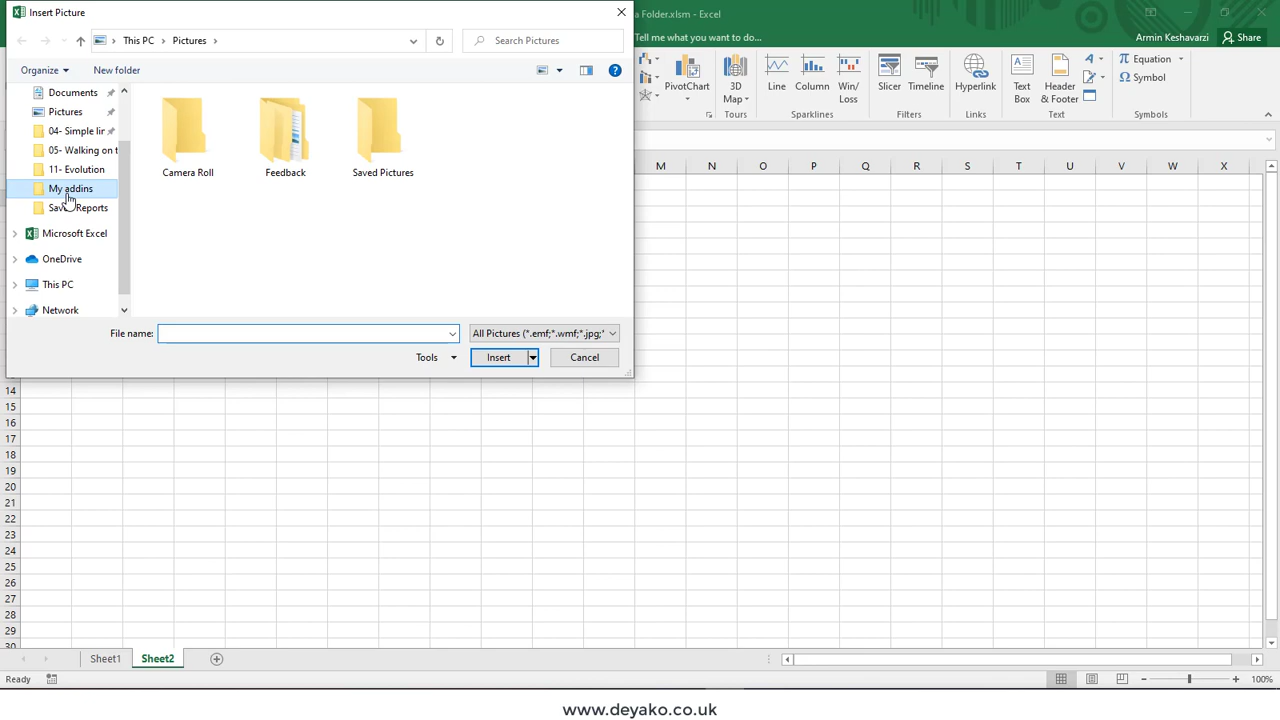 Insert Picture
a Folder.xlsm - Excel
This PC
Pictures
Search Pictures
Tell me what you want to do...
Armin Keshavarzi
Share
Organize
New folder
Documents
Pictures
04- Simple lir
05- Walking on t
11- Evolution
My addins
Reports
Microsoft Excel
OneDrive
This PC
Network
Camera Roll
Feedback
Saved Pictures
File name:
All Pictures (*.emf;*.wmf;*.jpg;*
Tools
Insert
Cancel
PivotChart
3D
Map
Tours
Line
Column
Win/
Loss
Sparklines
Slicer
Timeline
Filters
Hyperlink
Links
Text
Box
Header
& Footer
Text
Equation
Symbol
Symbols
M N O P Q R S T U V W X
14
15
16
17
18
19
20
21
22
23
24
25
26
27
28
29
30
Sheet1
Sheet2
Ready
100%
www.deyako.co.uk